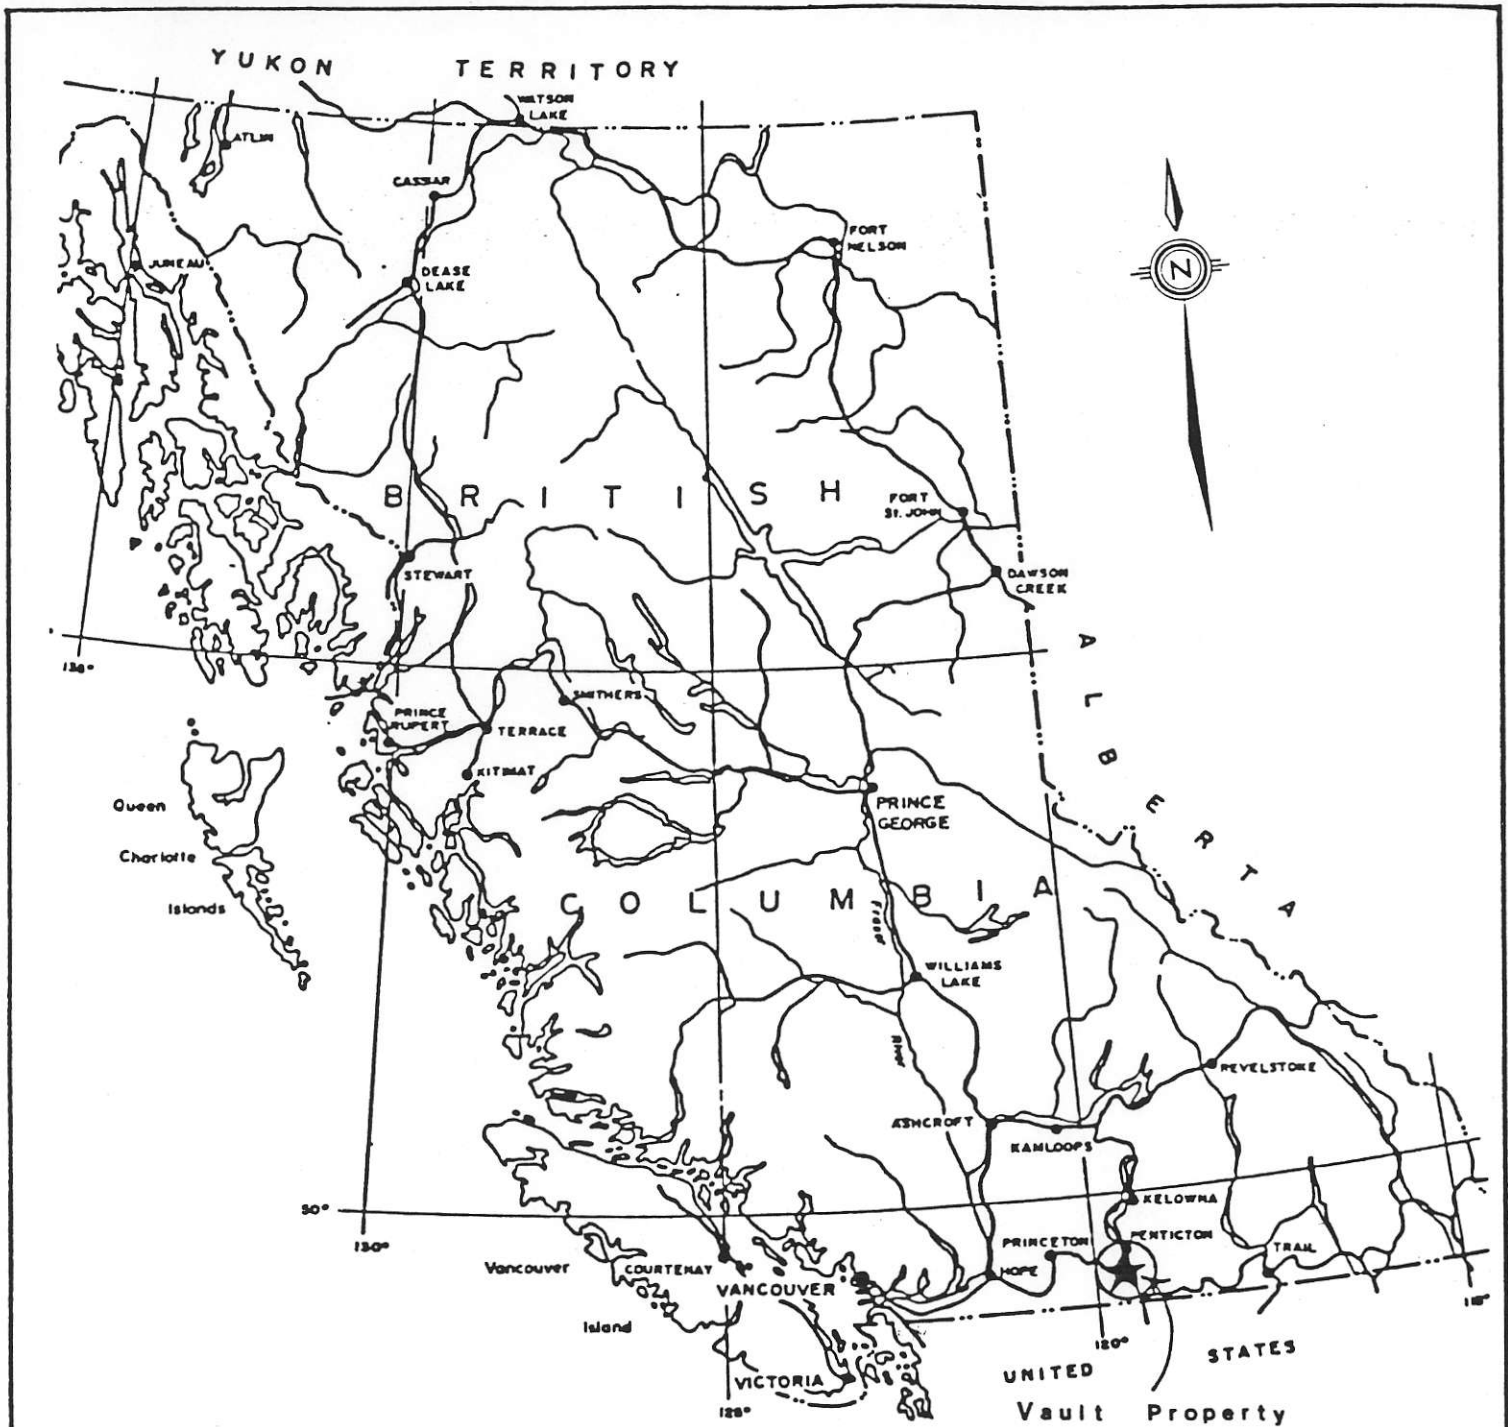 YUKON TERRITORY
WATSON
LAKE
ATLIN
CASSIAR
FORT
NELSON
JUNEAU
DEASE
LAKE
N
BRITISH
FORT
St. JOHN
STEWART
DAWSON
CREEK
ALBERTA
136°
SMITHERS
PRINCE
RUPERT
TERRACE
KITIMAT
Queen
Charlotte
Islands
PRINCE
GEORGE
COLUMBIA
Fraser
River
WILLIAMS
LAKE
REVELSTOKE
ASHCROFT
KAMLOOPS
50°
KELOWNA
130°
PRINCETON
PENTICTON
TRAIL
HOPE
Vancouver
Island
COURTENAY
VANCOUVER
120°
UNITED STATES
VICTORIA
Vault Property